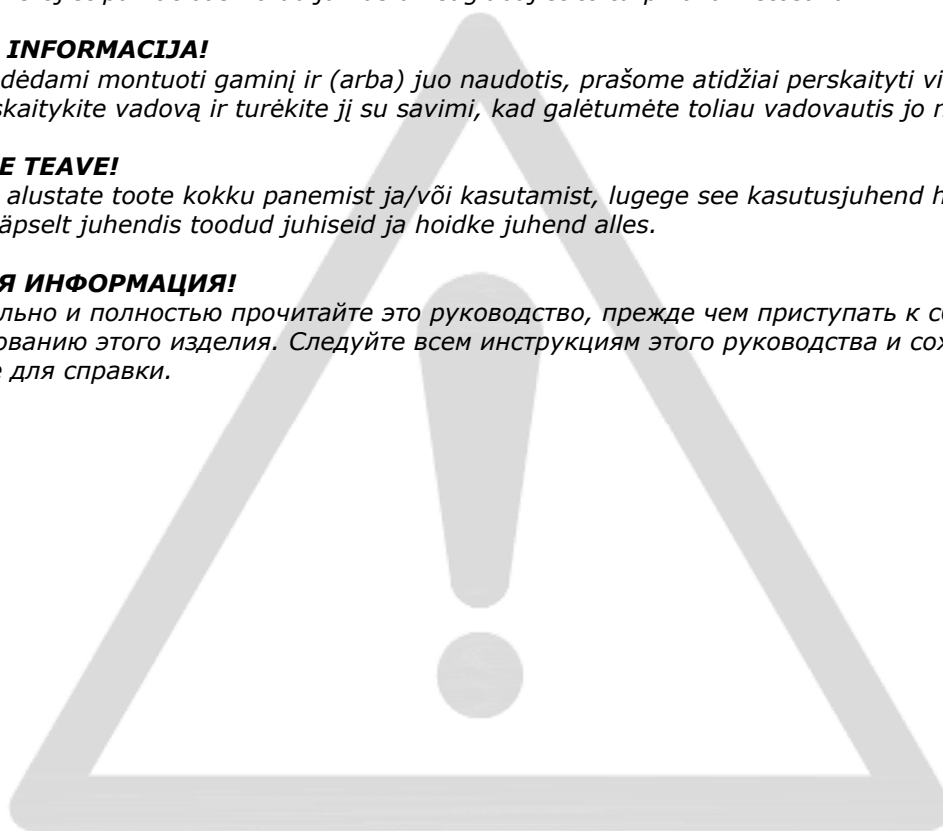 INFORMACIJA!
dėdami montuoti gaminį ir (arba) juo naudotis, prašome atidžiai perskaityti vi
skaitykite vadovą ir turėkite jį su savimi, kad galėtumėte toliau vadovautis jo n
E TEAVE!
alustate toote kokku panemist ja/või kasutamist, lugege see kasutusjuhend h
äpselt juhendis toodud juhiseid ja hoidke juhend alles.
Я ИНФОРМАЦИЯ!
льно и полностью прочитайте это руководство, прежде чем приступать к сб
ованию этого изделия. Следуйте всем инструкциям этого руководства и сох
е для справки.